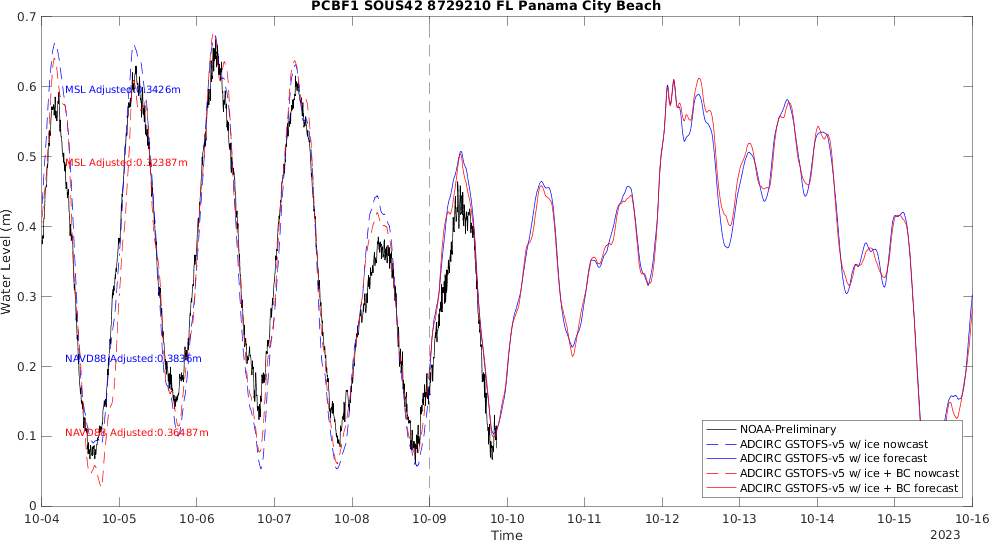 PCBF1 SOUS42 8729210 FL Panama City Beach
Water Level (m)
0.7
0.6
0.5
0.4
0.3
0.2
0.1
0
MSL Adjusted:0.3426m
MSL Adjusted:0.32387m
NAVD88 Adjusted:0.3836m
NAVD88 Adjusted:0.36487m
NOAA-Preliminary
ADCIRC GSTOFS-v5 w/ ice nowcast
ADCIRC GSTOFS-v5 w/ ice forecast
ADCIRC GSTOFS-v5 w/ ice + BC nowcast
ADCIRC GSTOFS-v5 w/ ice + BC forecast
10-04 10-05 10-06 10-07 10-08 10-09 10-10 10-11 10-12 10-13 10-14 10-15 10-16
Time
2023